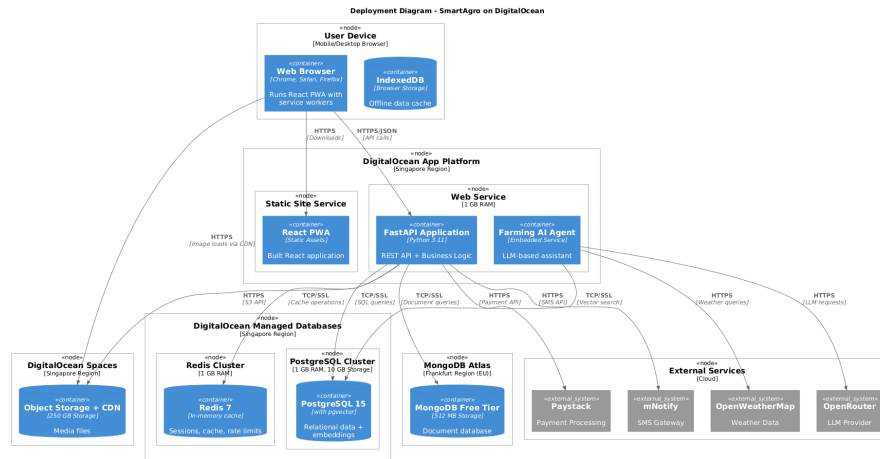 Deployment Diagram - SmartAgro on DigitalOcean
«node»
User Device
[Mobile/Desktop Browser]
«container»
Web Browser
[Chrome, Safari, Firefox]
Runs React PWA with
service workers
«container»
IndexedDB
[Browser Storage]
Offline data cache
HTTPS
[Downloads]
HTTPS/JSON
[API calls]
«node»
DigitalOcean App Platform
[Singapore Region]
«node»
Static Site Service
«container»
React PWA
[Static Assets]
Built React application
«node»
Web Service
[1 GB RAM]
«container»
FastAPI Application
[Python 3.11]
REST API + Business Logic
«container»
Farming AI Agent
[Embedded Service]
LLM-based assistant
HTTPS
[Image loads via CDN]
HTTPS
[S3 API]
TCP/SSL
[Cache operations]
TCP/SSL
[SQL queries]
TCP/SSL
[Document queries]
HTTPS
[Payment API]
HTTPS
[SMS API]
TCP/SSL
[Vector search]
HTTPS
[Weather queries]
HTTPS
[LLM requests]
«node»
DigitalOcean Managed Databases
[Singapore Region]
«node»
DigitalOcean Spaces
[Singapore Region]
«container»
Object Storage + CDN
[250 GB Storage]
Media files
«node»
Redis Cluster
[1 GB RAM]
«container»
Redis 7
[In-memory cache]
Sessions, cache, rate limits
«node»
PostgreSQL Cluster
[1 GB RAM, 10 GB Storage]
«container»
PostgreSQL 15
[with pgvector]
Relational data +
embeddings
«node»
MongoDB Atlas
[Frankfurt Region (EU)]
«container»
MongoDB Free Tier
[512 MB Storage]
Document database
«node»
External Services
[Cloud]
«external_system»
Paystack
Payment Processing
«external_system»
mNotify
SMS Gateway
«external_system»
OpenWeatherMap
Weather Data
«external_system»
OpenRouter
LLM Provider